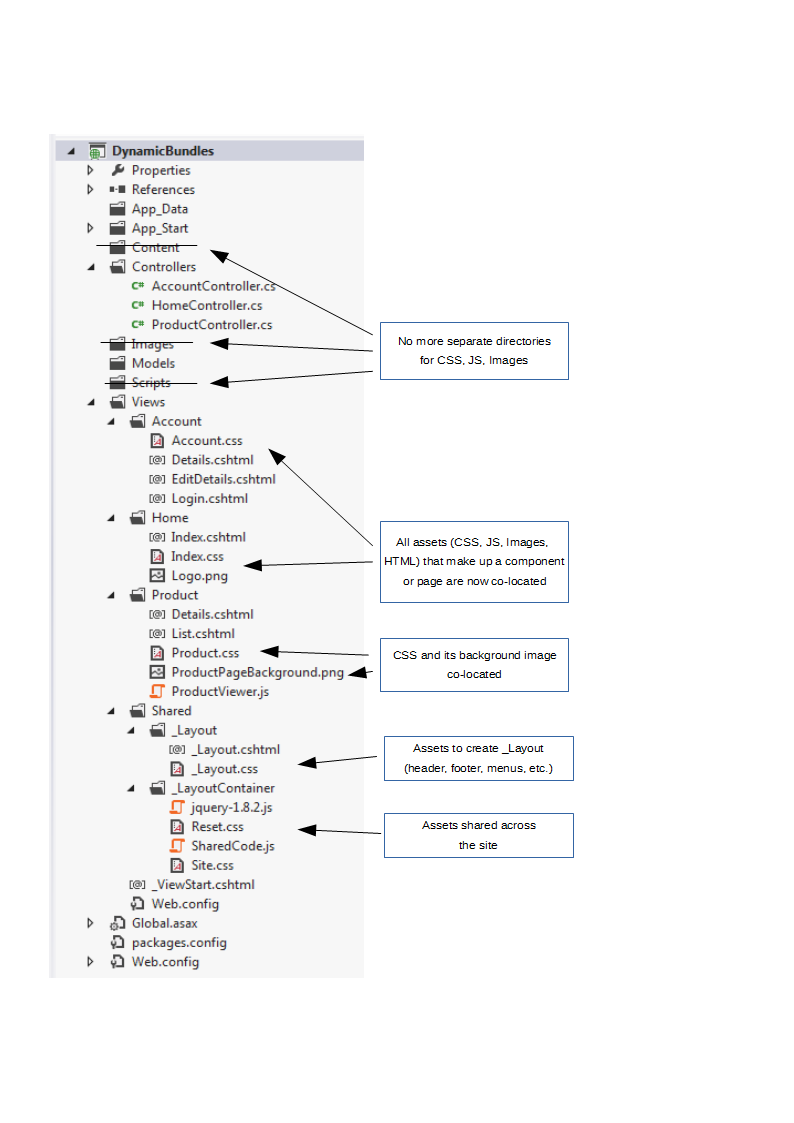 DynamicBundles
Properties
References
App_Data
App_Start
Content
Controllers
AccountController.cs
HomeController.cs
ProductController.cs
Images
Models
Scripts
Views
Account
Account.css
Details.cshtml
EditDetails.cshtml
Login.cshtml
Home
Index.cshtml
Index.css
Logo.png
Product
Details.cshtml
List.cshtml
Product.css
ProductPageBackground.png
ProductViewer.js
Shared
_Layout
_Layout.cshtml
_Layout.css
_LayoutContainer
jquery-1.8.2.js
Reset.css
SharedCode.js
Site.css
_ViewStart.cshtml
Web.config
Global.asax
packages.config
Web.config
No more separate directories
for CSS, JS, Images
All assets (CSS, JS, Images,
HTML) that make up a component
or page are now co-located
CSS and its background image
co-located
Assets to create _Layout
(header, footer, menus, etc.)
Assets shared across
the site